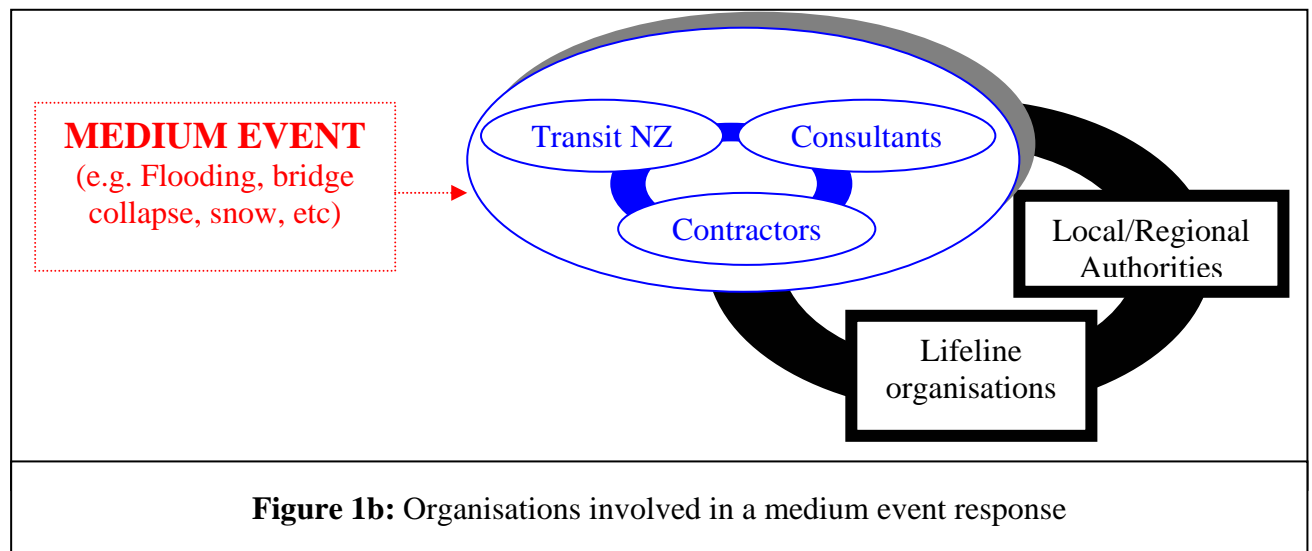 MEDIUM EVENT
(e.g. Flooding, bridge
collapse, snow, etc)
Transit NZ
Consultants
Contractors
Local/Regional
Authorities
Lifeline
organisations
Figure 1b: Organisations involved in a medium event response